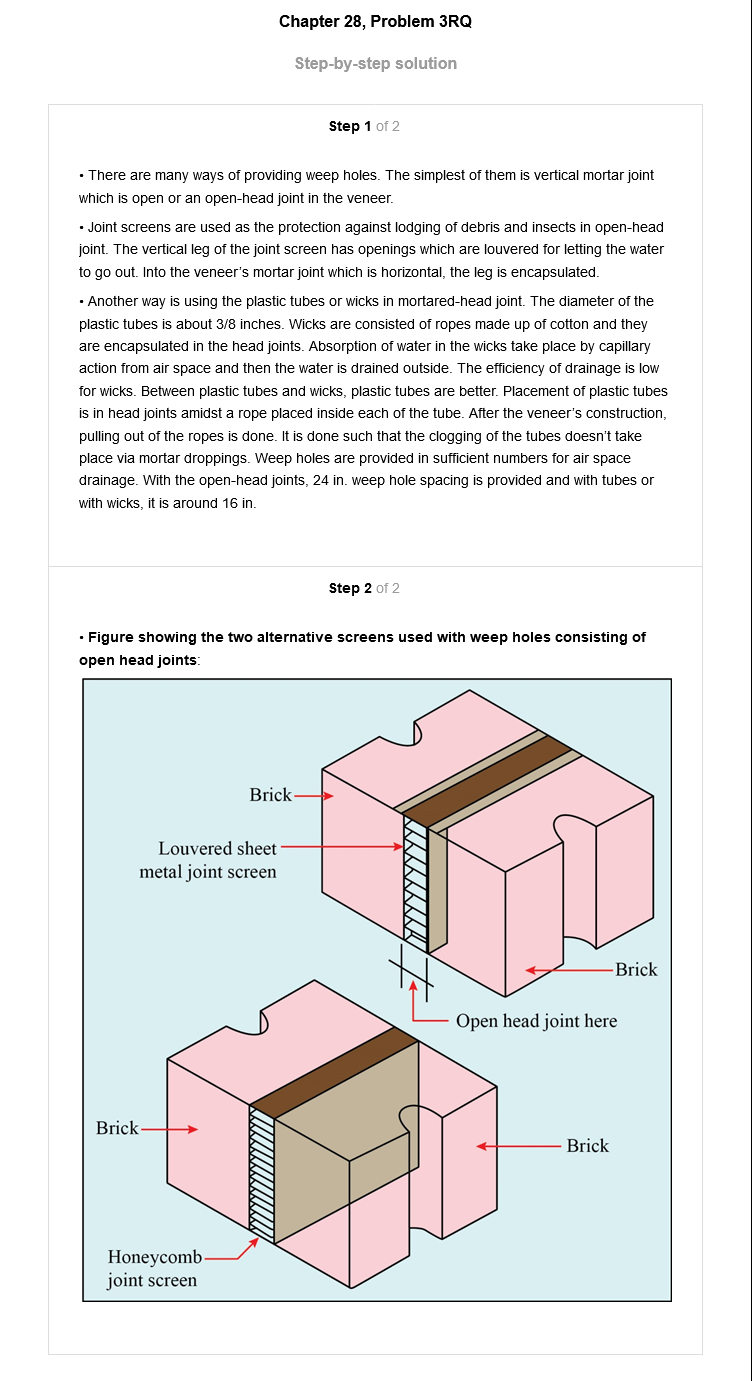 Chapter 28, Problem 3RQ
Step-by-step solution
Step 1 of 2
• There are many ways of providing weep holes. The simplest of them is vertical mortar joint
which is open or an open-head joint in the veneer.
• Joint screens are used as the protection against lodging of debris and insects in open-head
joint. The vertical leg of the joint screen has openings which are louvered for letting the water
to go out. Into the veneer's mortar joint which is horizontal, the leg is encapsulated.
• Another way is using the plastic tubes or wicks in mortared-head joint. The diameter of the
plastic tubes is about 3/8 inches. Wicks are consisted of ropes made up of cotton and they
are encapsulated in the head joints. Absorption of water in the wicks take place by capillary
action from air space and then the water is drained outside. The efficiency of drainage is low
for wicks. Between plastic tubes and wicks, plastic tubes are better. Placement of plastic tubes
is in head joints amidst a rope placed inside each of the tube. After the veneer's construction,
pulling out of the ropes is done. It is done such that the clogging of the tubes doesn't take
place via mortar droppings. Weep holes are provided in sufficient numbers for air space
drainage. With the open-head joints, 24 in. weep hole spacing is provided and with tubes or
with wicks, it is around 16 in.
Step 2 of 2
• Figure showing the two alternative screens used with weep holes consisting of
open head joints:
Brick
Louvered sheet
metal joint screen
Brick
Open head joint here
Brick
Brick
Honeycomb
joint screen